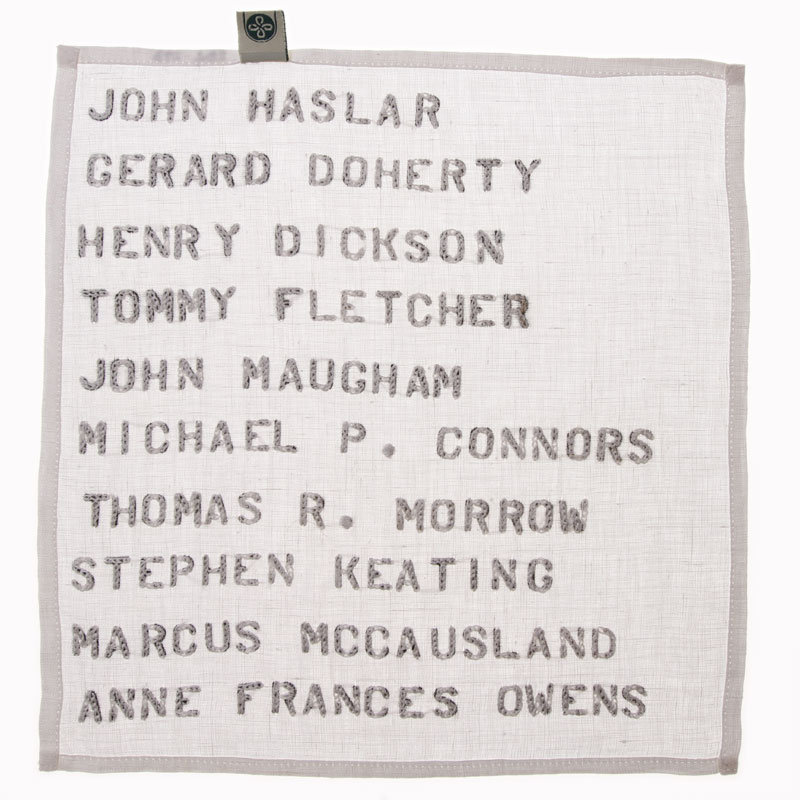 JOHN HASLAR
GERARD DOHERTY
HENRY DICKSON
TOMMY FLETCHER
JOHN MAUGHAM
MICHAEL P. CONNORS
THOMAS R. MORROW
STEPHEN KEATING
MARCUS MCCAUSLAND
ANNE FRANCES OWENS